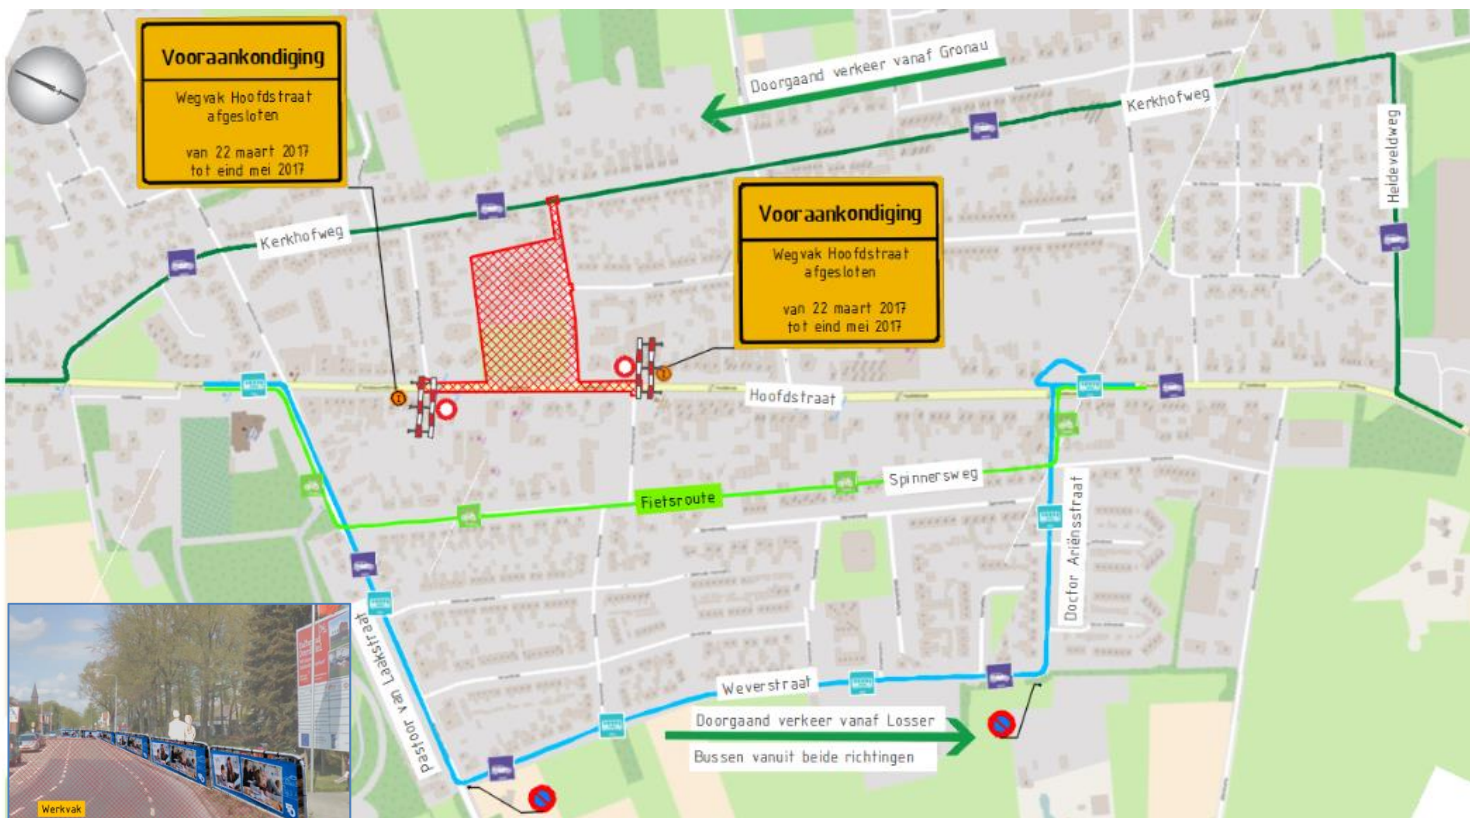 Vooraankondiging
Wegvak Hoofdstraat
afgesloten
van 22 maart 2017
tot eind mei 2017
Doorgaand verkeer vanaf Gronau
Kerkhofweg
Heldeveldweg
Kerkhofweg
Vooraankondiging
Wegvak Hoofdstraat
afgesloten
van 22 maart 2017
tot eind mei 2017
Hoofdstraat
Spinnersweg
Fietsroute
Doctor Ariënsstraat
pastoor van Laakstraat
Weverstraat
Doorgaand verkeer vanaf Losser
Bussen vanuit beide richtingen
Werkvak